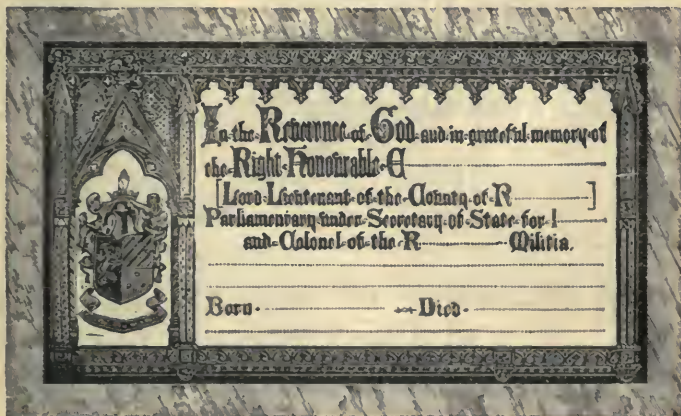 In the Reverence of God and in grateful memory of
the Right Honourable E
[Lord Lieutenant of the County of R ]
Parliamentary under Secretary of State for I
and Colonel of the R Militia.
Born Died